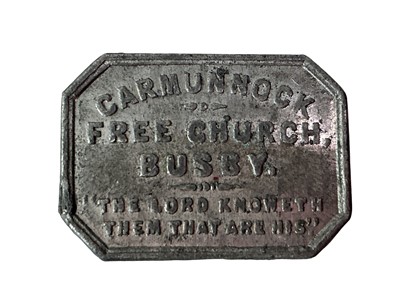 CARMUNNOCK
FREE CHURCH,
BUSBY.
"THE LORD KNOWETH
THEM THAT ARE HIS"